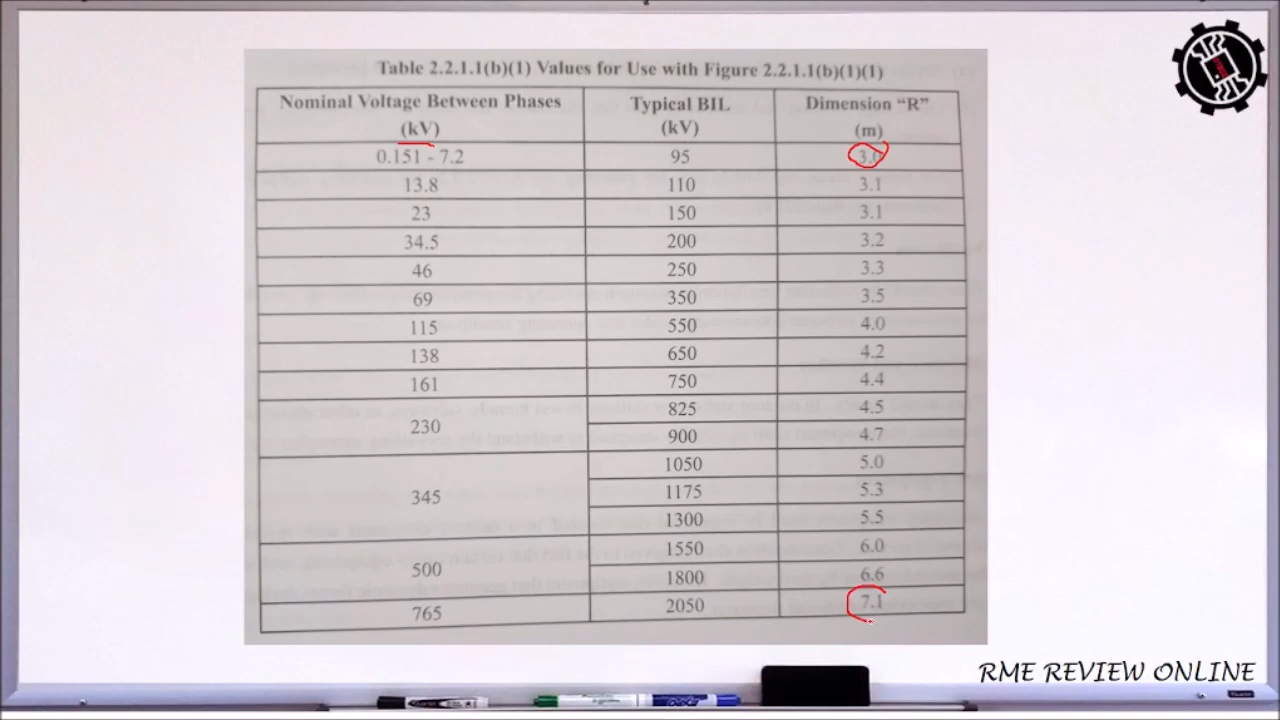 Table 2.2.1.1(b)(1) Values for Use with Figure 2.2.1.1(b)(1)(1)
Nominal Voltage Between Phases (kV) Typical BIL (kV) Dimension “R” (m)
0.151 - 7.2 95 3.0
13.8 110 3.1
23 150 3.1
34.5 200 3.2
46 250 3.3
69 350 3.5
115 550 4.0
138 650 4.2
161 750 4.4
230 825 4.5
900 4.7
345 1050 5.0
1175 5.3
1300 5.5
500 1550 6.0
1800 6.6
765 2050 7.1
RME REVIEW ONLINE